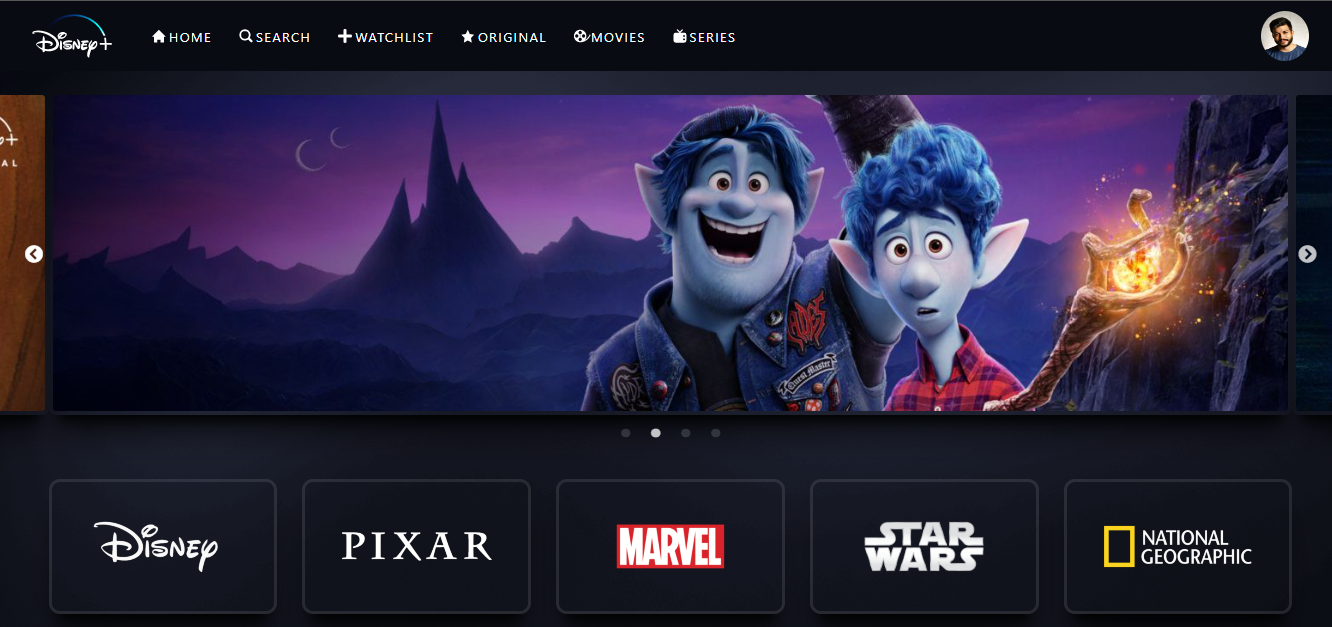 Disney+
HOME
SEARCH
WATCHLIST
ORIGINAL
MOVIES
SERIES
Quest Master
Disney
PIXAR
MARVEL
STAR
WARS
NATIONAL
GEOGRAPHIC